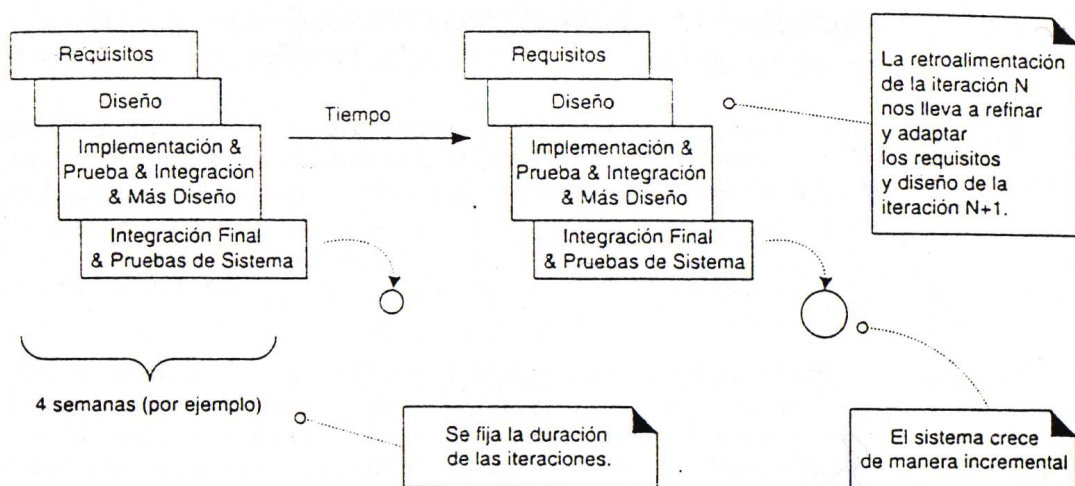 Requisitos
Diseño
Implementación &
Prueba & Integración
& Más Diseño
Integración Final
& Pruebas de Sistema
Tiempo
Requisitos
Diseño
Implementación &
Prueba & Integración
& Más Diseño
Integración Final
& Pruebas de Sistema
La retroalimentación
de la iteración N
nos lleva a refinar
y adaptar
los requisitos
y diseño de la
iteración N+1.
4 semanas (por ejemplo)
Se fija la duración
de las iteraciones.
El sistema crece
de manera incremental